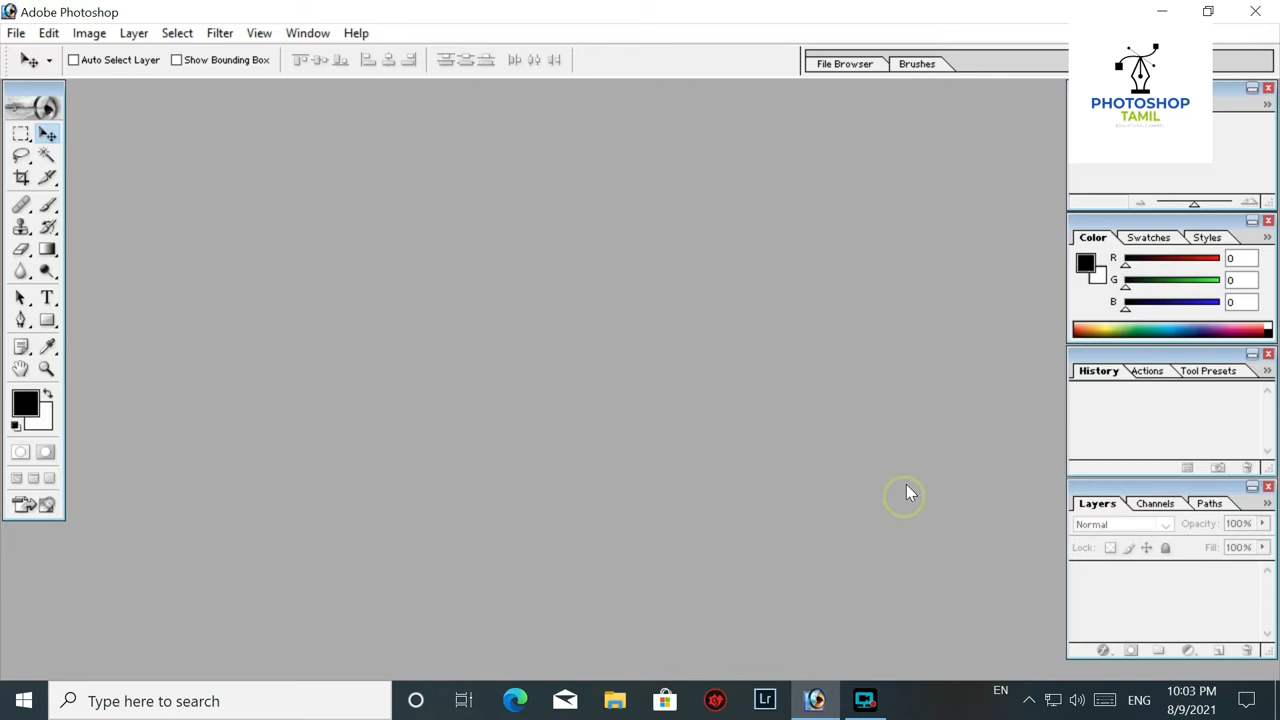 Adobe Photoshop
File Edit Image Layer Select Filter View Window Help
Auto Select Layer Show Bounding Box File Browser Brushes
PHOTOSHOP
TAMIL
Color Swatches Styles
R 0
G 0
B 0
History Actions Tool Presets
Layers Channels Paths
Normal Opacity: 100%
Lock: Fill: 100%
T
Type here to search
Lr
EN
ENG
10:03 PM
8/9/2021